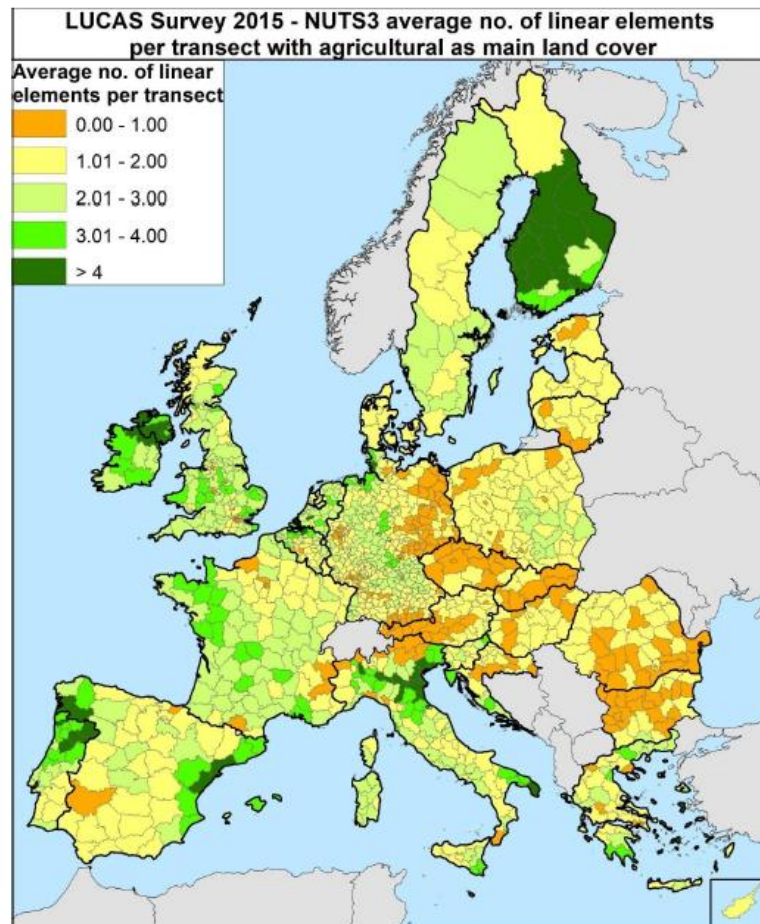 LUCAS Survey 2015 - NUTS3 average no. of linear elements
per transect with agricultural as main land cover
Average no. of linear
elements per transect
0.00 - 1.00
1.01 - 2.00
2.01 - 3.00
3.01 - 4.00
> 4